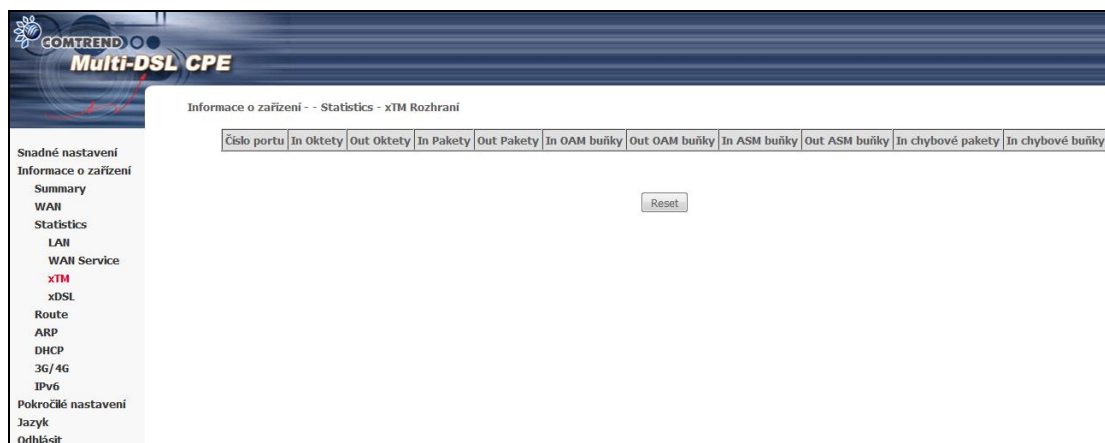 COMTREND
Multi-DSL CPE
Informace o zařízení - - Statistics - xTM Rozhraní
Číslo portu In Oktety Out Oktety In Pakety Out Pakety In OAM buňky Out OAM buňky In ASM buňky Out ASM buňky In chybové pakety In chybové buňky
Reset
Snadné nastavení
Informace o zařízení
Summary
WAN
Statistics
LAN
WAN Service
xTM
xDSL
Route
ARP
DHCP
3G/4G
IPv6
Pokročilé nastavení
Jazyk
Odhlásit